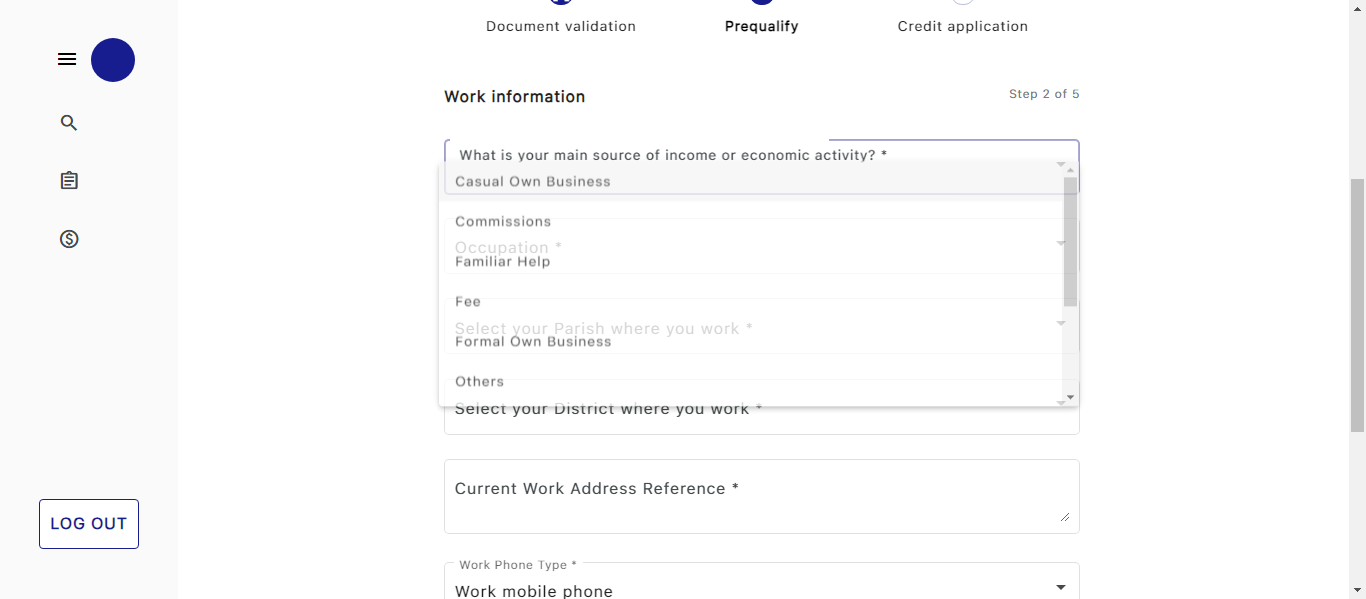 Document validation
Prequalify
Credit application
Work information
Step 2 of 5
What is your main source of income or economic activity? *
Casual Own Business
Commissions
Occupation *
Familiar Help
Fee
Select your Parish where you work *
Formal Own Business
Others
Select your District where you work *
Current Work Address Reference *
LOG OUT
Work Phone Type *
Work mobile phone